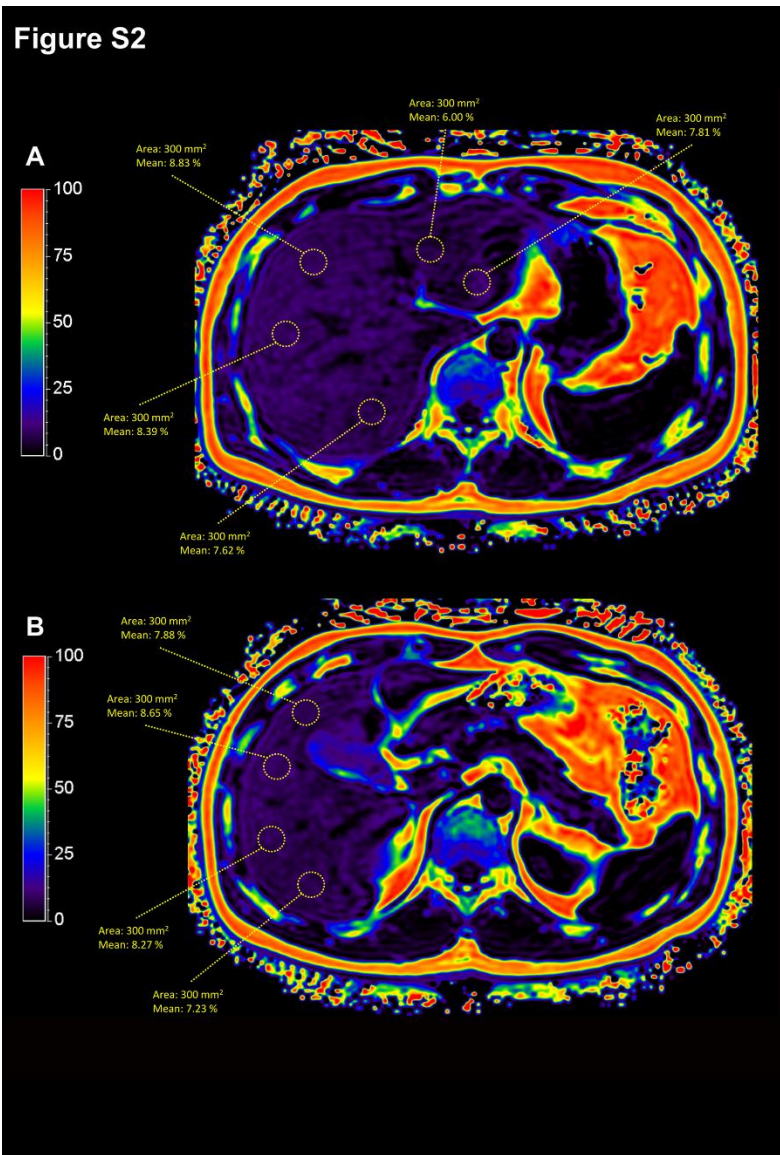 Figure S2
Area: 300 mm²
Mean: 6.00 %
Area: 300 mm²
Mean: 7.81 %
A
Area: 300 mm²
Mean: 8.83 %
100
75
50
25
0
Area: 300 mm²
Mean: 8.39 %
Area: 300 mm²
Mean: 7.62 %
B
Area: 300 mm²
Mean: 7.88 %
100
75
50
25
0
Area: 300 mm²
Mean: 8.65 %
Area: 300 mm²
Mean: 8.27 %
Area: 300 mm²
Mean: 7.23 %